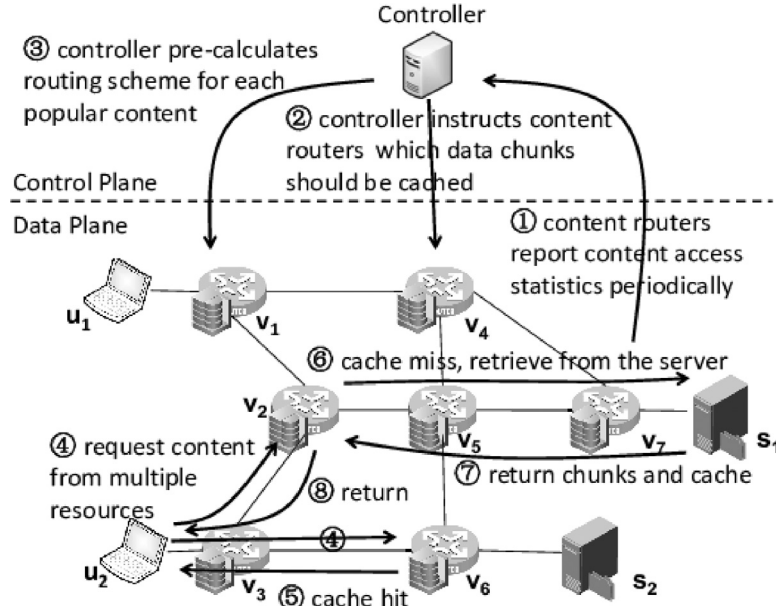 Controller
③ controller pre-calculates
routing scheme for each
popular content
② controller instructs content
routers which data chunks
should be cached
Control Plane
Data Plane
① content routers
report content access
statistics periodically
u1
v1
v4
⑥ cache miss, retrieve from the server
v2
v5
v7
s1
④ request content
from multiple
resources
⑦ return chunks and cache
⑧ return
④
u2
v3
v6
s2
⑤ cache hit